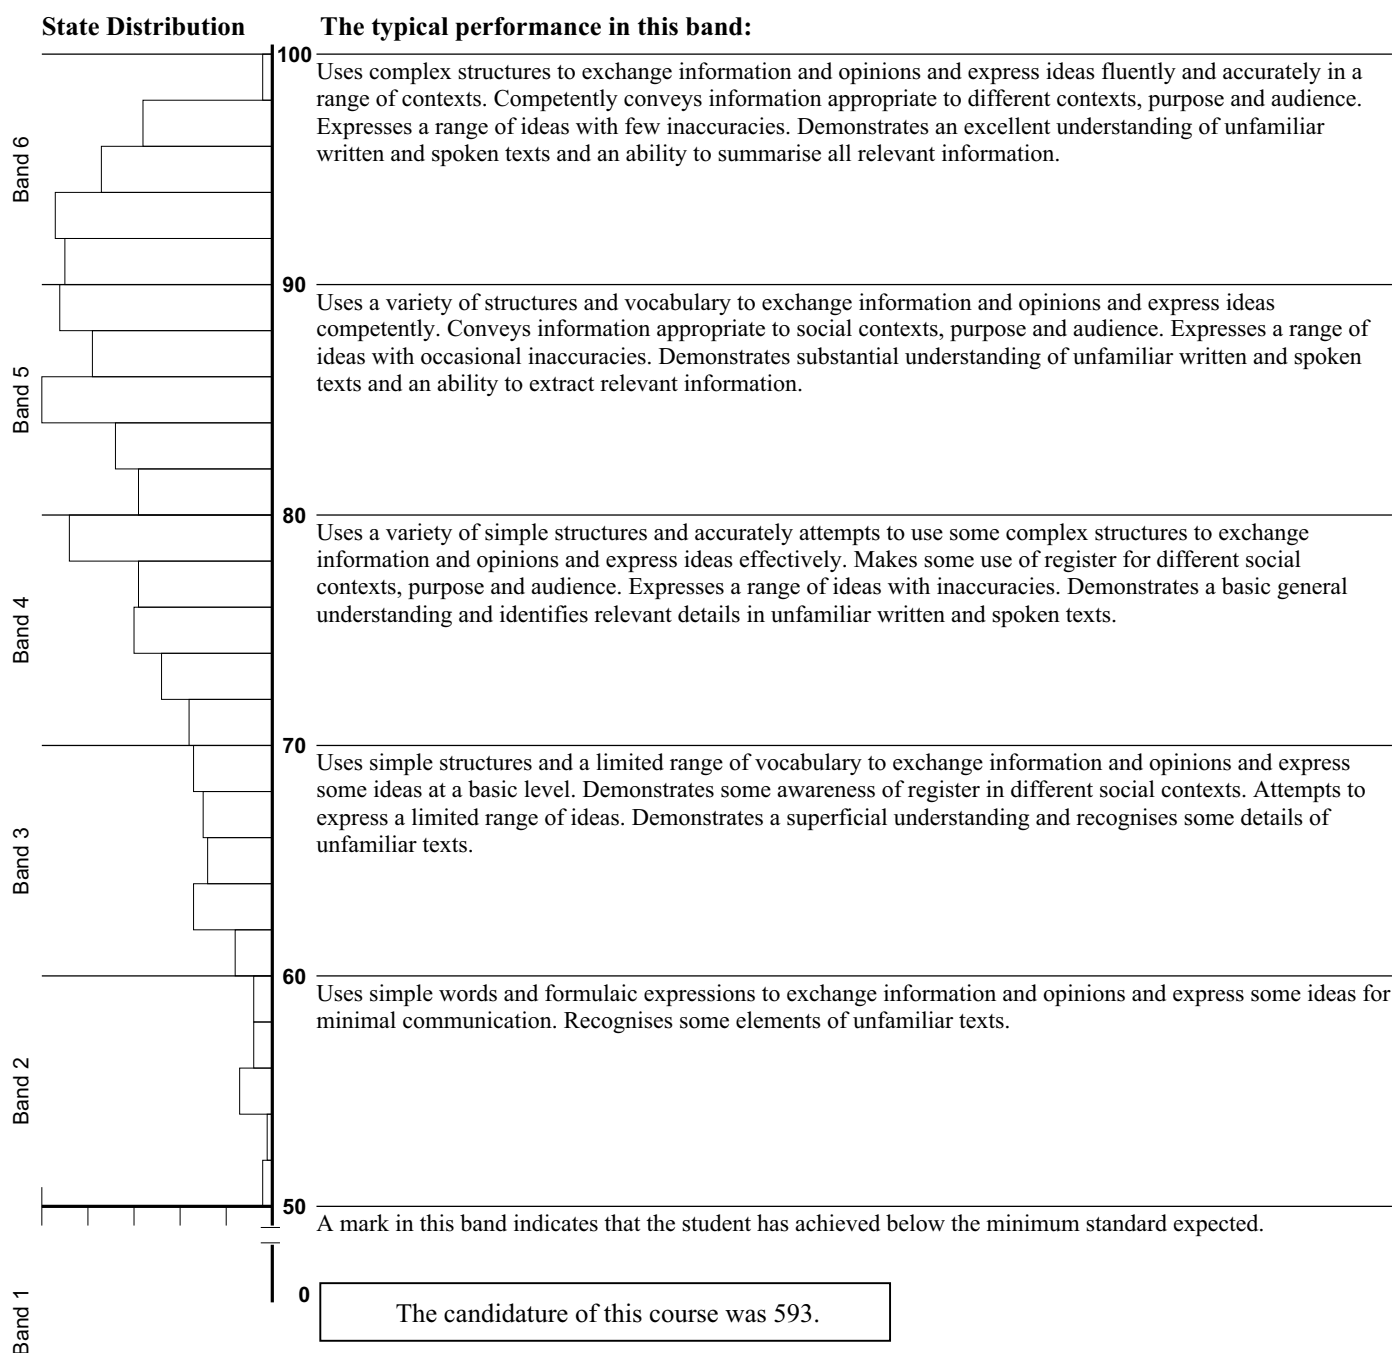 State Distribution
The typical performance in this band:
100
Uses complex structures to exchange information and opinions and express ideas fluently and accurately in a
range of contexts. Competently conveys information appropriate to different contexts, purpose and audience.
Expresses a range of ideas with few inaccuracies. Demonstrates an excellent understanding of unfamiliar
written and spoken texts and an ability to summarise all relevant information.
Band 6
90
Uses a variety of structures and vocabulary to exchange information and opinions and express ideas
competently. Conveys information appropriate to social contexts, purpose and audience. Expresses a range of
ideas with occasional inaccuracies. Demonstrates substantial understanding of unfamiliar written and spoken
texts and an ability to extract relevant information.
Band 5
80
Uses a variety of simple structures and accurately attempts to use some complex structures to exchange
information and opinions and express ideas effectively. Makes some use of register for different social
contexts, purpose and audience. Expresses a range of ideas with inaccuracies. Demonstrates a basic general
understanding and identifies relevant details in unfamiliar written and spoken texts.
Band 4
70
Uses simple structures and a limited range of vocabulary to exchange information and opinions and express
some ideas at a basic level. Demonstrates some awareness of register in different social contexts. Attempts to
express a limited range of ideas. Demonstrates a superficial understanding and recognises some details of
unfamiliar texts.
Band 3
60
Uses simple words and formulaic expressions to exchange information and opinions and express some ideas for
minimal communication. Recognises some elements of unfamiliar texts.
Band 2
50
A mark in this band indicates that the student has achieved below the minimum standard expected.
0
The candidature of this course was 593.
Band 1